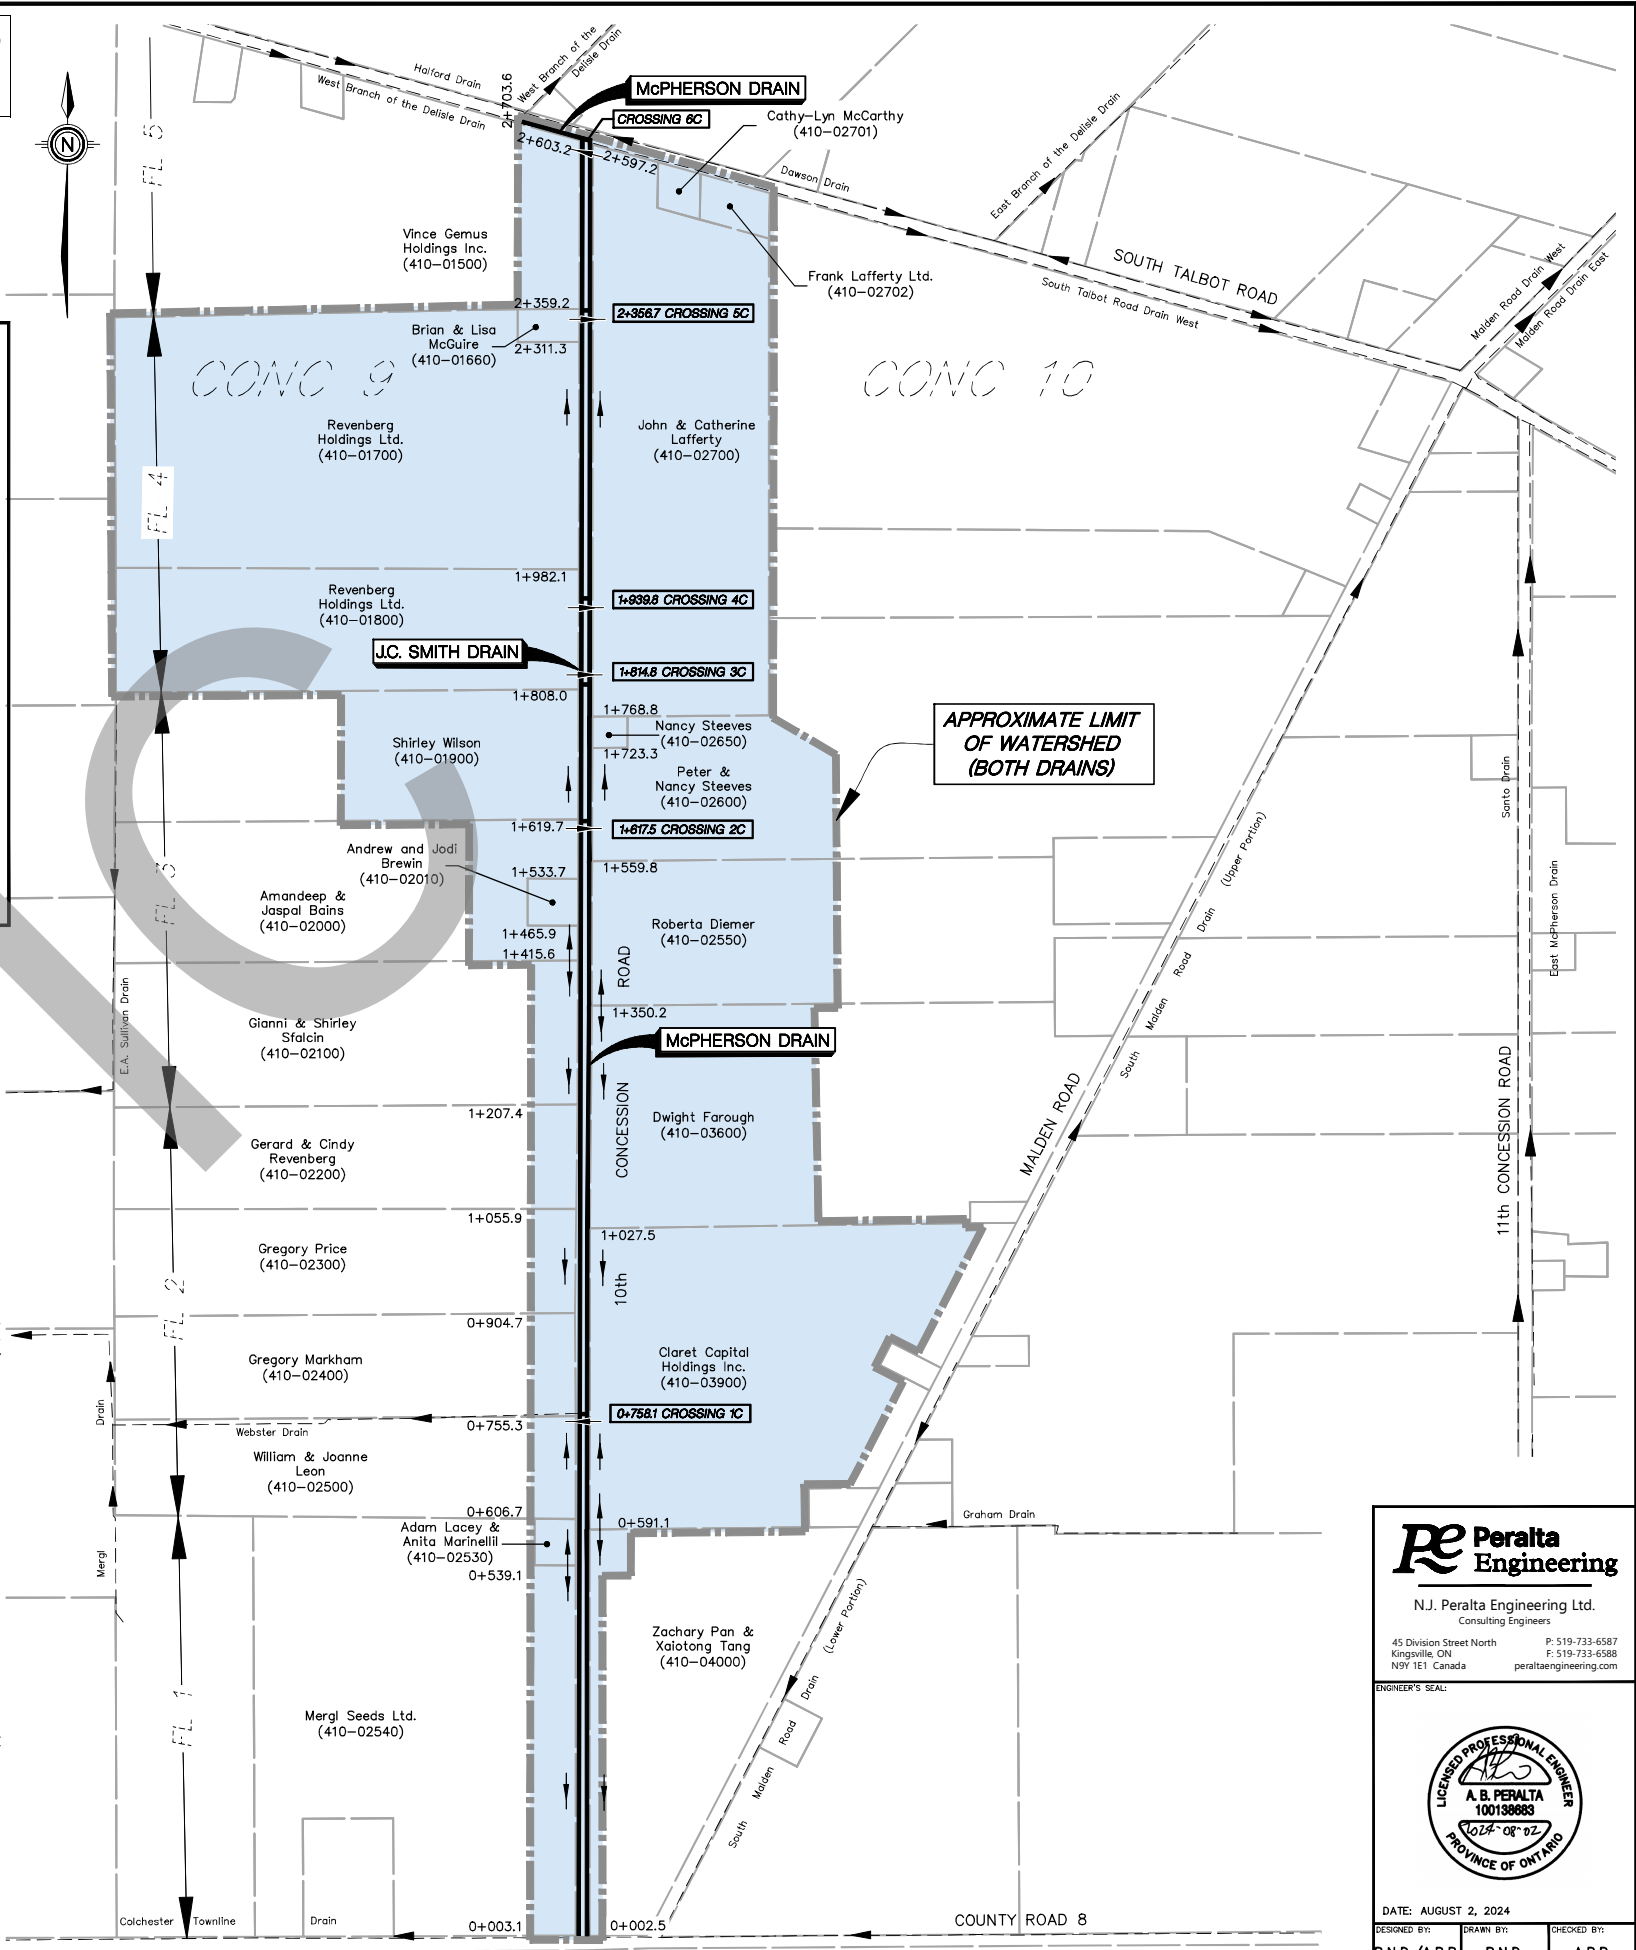 Halford Drain
West Branch of the Delisle Drain
2+703.6
West Branch of the
Delisle Drain
McPHERSON DRAIN
CROSSING 6C
2+603.2
2+597.2
Cathy-Lyn McCarthy
(410-02701)
Dawson Drain
East Branch of the Delisle Drain
N
FL 5
Vince Gemus
Holdings Inc.
(410-01500)
Frank Lafferty Ltd.
(410-02702)
SOUTH TALBOT ROAD
South Talbot Road Drain West
Malden Road Drain West
Malden Road Drain East
2+359.2
2+356.7 CROSSING 5C
Brian & Lisa
McGuire
(410-01660)
2+311.3
CONC 9
CONC 10
Revenberg
Holdings Ltd.
(410-01700)
John & Catherine
Lafferty
(410-02700)
FL 4
1+982.1
Revenberg
Holdings Ltd.
(410-01800)
1+939.8 CROSSING 4C
J.C. SMITH DRAIN
1+814.8 CROSSING 3C
1+808.0
1+768.8
Nancy Steeves
(410-02650)
1+723.3
Shirley Wilson
(410-01900)
Peter &
Nancy Steeves
(410-02600)
APPROXIMATE LIMIT
OF WATERSHED
(BOTH DRAINS)
Santo Drain
1+619.7
1+617.5 CROSSING 2C
Andrew and Jodi
Brewin
(410-02010)
1+533.7
1+559.8
(Upper Portion)
FL 3
Amandeep &
Jaspal Bains
(410-02000)
1+465.9
1+415.6
Roberta Diemer
(410-02550)
East McPherson Drain
South Malden Road Drain
E.A. Sullivan Drain
Gianni & Shirley
Sfalcin
(410-02100)
1+350.2
McPHERSON DRAIN
10th CONCESSION ROAD
1+207.4
Dwight Farough
(410-03600)
MALDEN ROAD
11th CONCESSION ROAD
Gerard & Cindy
Revenberg
(410-02200)
1+055.9
1+027.5
Gregory Price
(410-02300)
FL 2
0+904.7
Gregory Markham
(410-02400)
Claret Capital
Holdings Inc.
(410-03900)
0+758.1 CROSSING 1C
0+755.3
Webster Drain
Mergl Drain
William & Joanne
Leon
(410-02500)
0+606.7
0+591.1
Graham Drain
Adam Lacey &
Anita Marinellil
(410-02530)
0+539.1
Zachary Pan &
Xaiotong Tang
(410-04000)
(Lower Portion)
South Malden Road Drain
FL 1
Mergl Seeds Ltd.
(410-02540)
Colchester Townline Drain
0+003.1
0+002.5
COUNTY ROAD 8
PE Peralta
Engineering
N.J. Peralta Engineering Ltd.
Consulting Engineers
45 Division Street North
Kingsville, ON
N9Y 1E1 Canada
P: 519-733-6587
F: 519-733-6588
peraltaengineering.com
ENGINEER'S SEAL:
LICENSED PROFESSIONAL ENGINEER
A. B. PERALTA
100138683
2024-08-02
PROVINCE OF ONTARIO
DATE: AUGUST 2, 2024
DESIGNED BY:
DRAWN BY:
CHECKED BY: